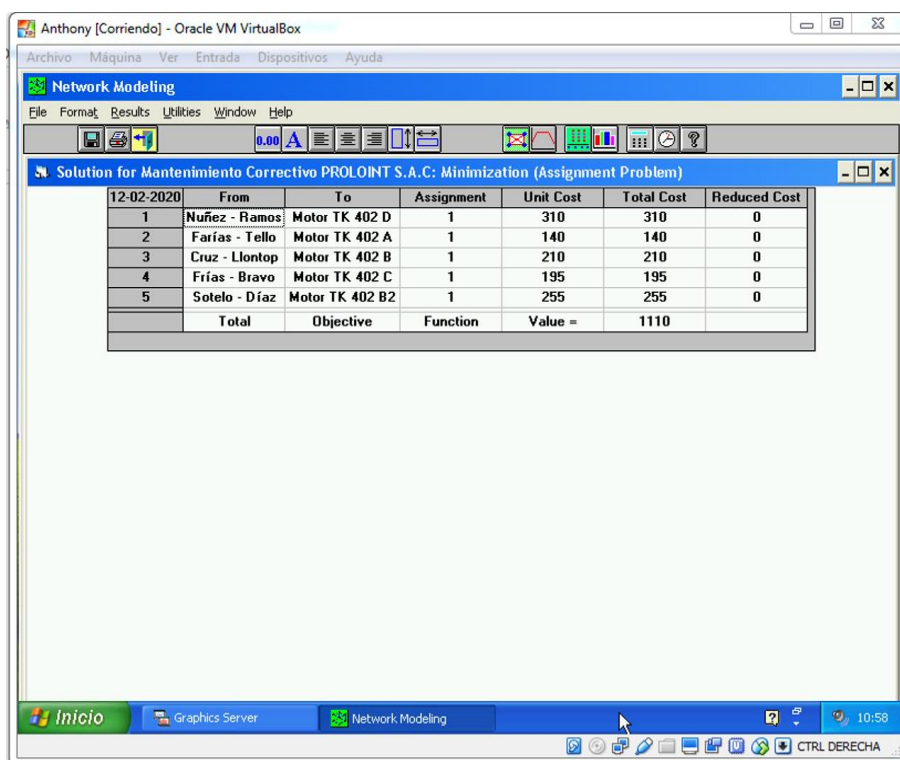 Anthony [Corriendo] - Oracle VM VirtualBox
Archivo Máquina Ver Entrada Dispositivos Ayuda
Network Modeling
File Format Results Utilities Window Help
0.00 A
Solution for Mantenimiento Correctivo PROLOINT S.A.C: Minimization (Assignment Problem)
12-02-2020 From To Assignment Unit Cost Total Cost Reduced Cost
1 Nuñez - Ramos Motor TK 402 D 1 310 310 0
2 Farías - Tello Motor TK 402 A 1 140 140 0
3 Cruz - Llontop Motor TK 402 B 1 210 210 0
4 Frías - Bravo Motor TK 402 C 1 195 195 0
5 Sotelo - Díaz Motor TK 402 B2 1 255 255 0
Total Objective Function Value = 1110
Inicio Graphics Server Network Modeling 10:58
CTRL DERECHA